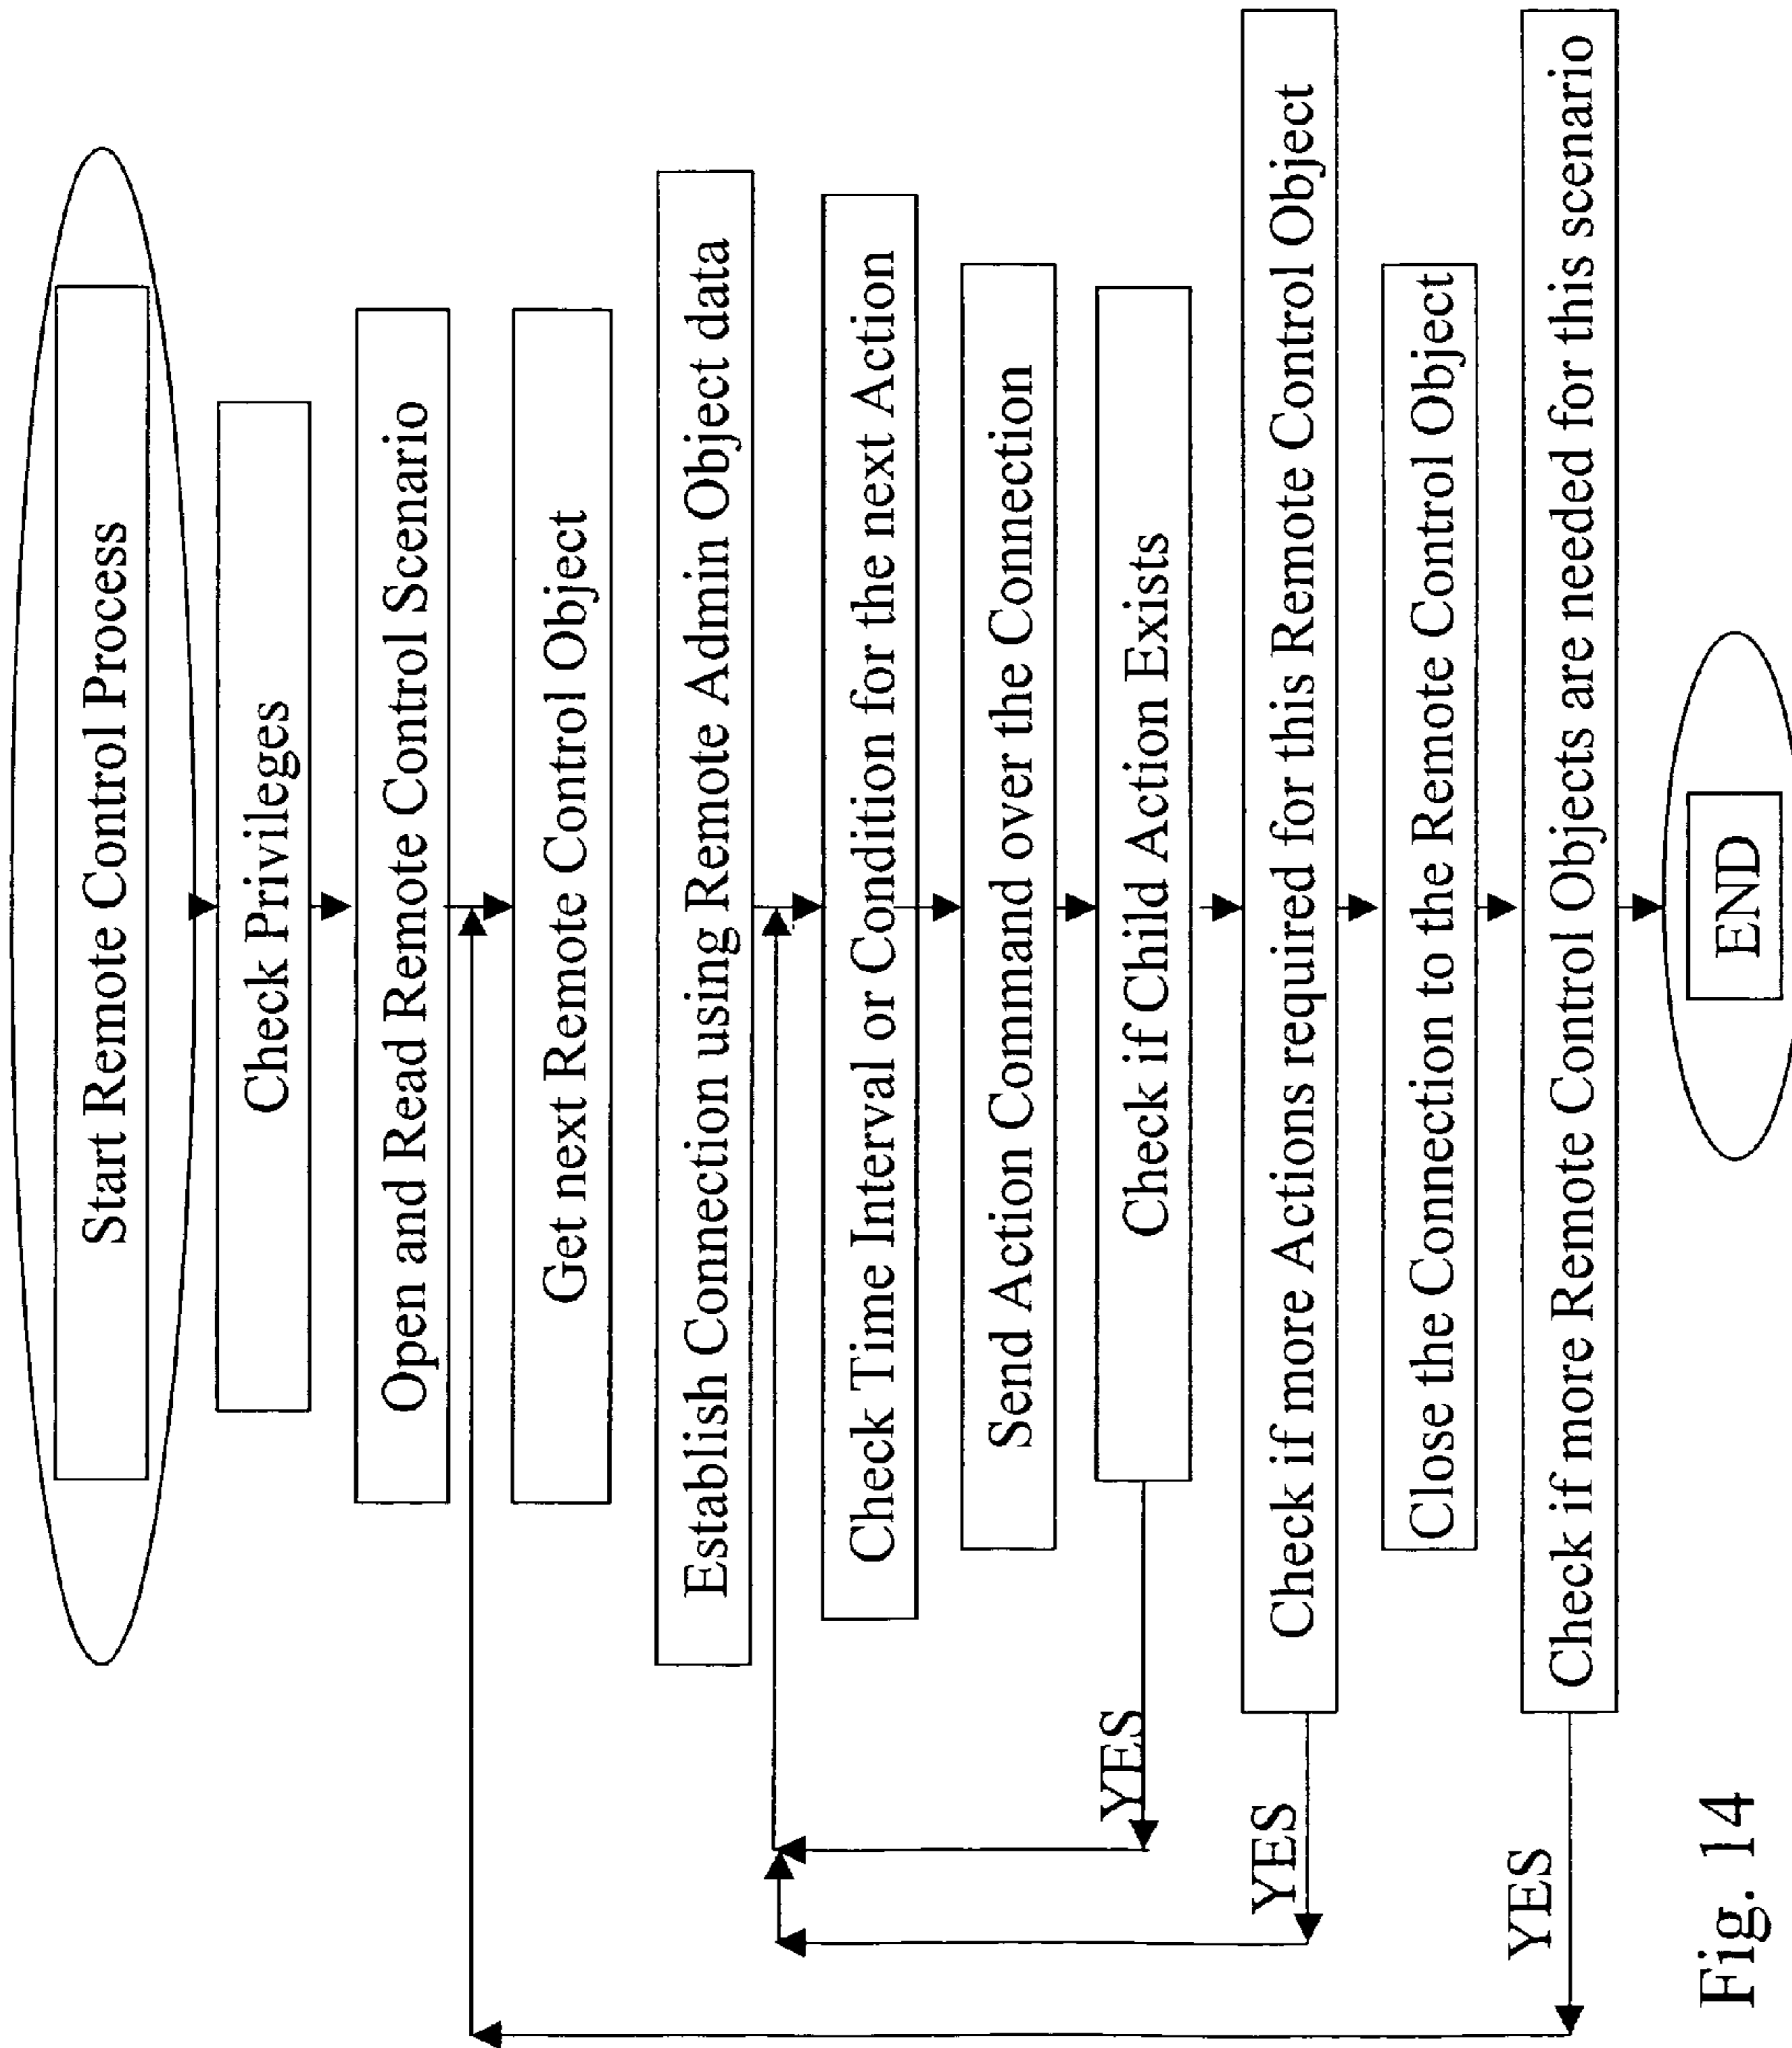 Start Remote Control Process
Check Privileges
Open and Read Remote Control Scenario
Get next Remote Control Object
Establish Connection using Remote Admin Object data
Check Time Interval or Condition for the next Action
Send Action Command over the Connection
Check if Child Action Exists
YES
Check if more Actions required for this Remote Control Object
YES
Close the Connection to the Remote Control Object
Check if more Remote Control Objects are needed for this scenario
YES
END
Fig. 14